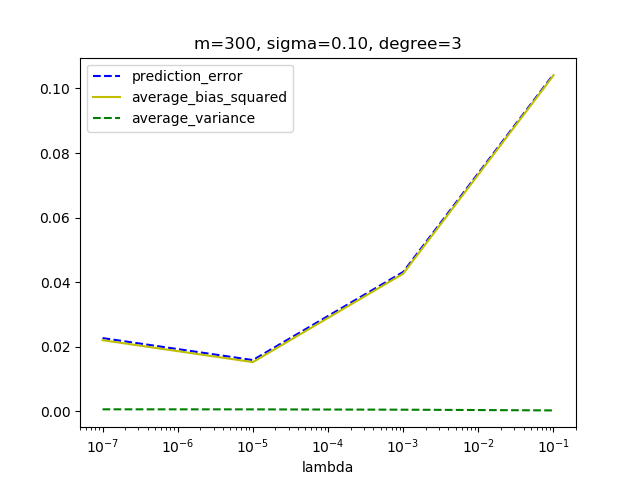 m=300, sigma=0.10, degree=3
prediction_error
average_bias_squared
average_variance
0.10
0.08
0.06
0.04
0.02
0.00
10⁻⁷ 10⁻⁶ 10⁻⁵ 10⁻⁴ 10⁻³ 10⁻² 10⁻¹
lambda